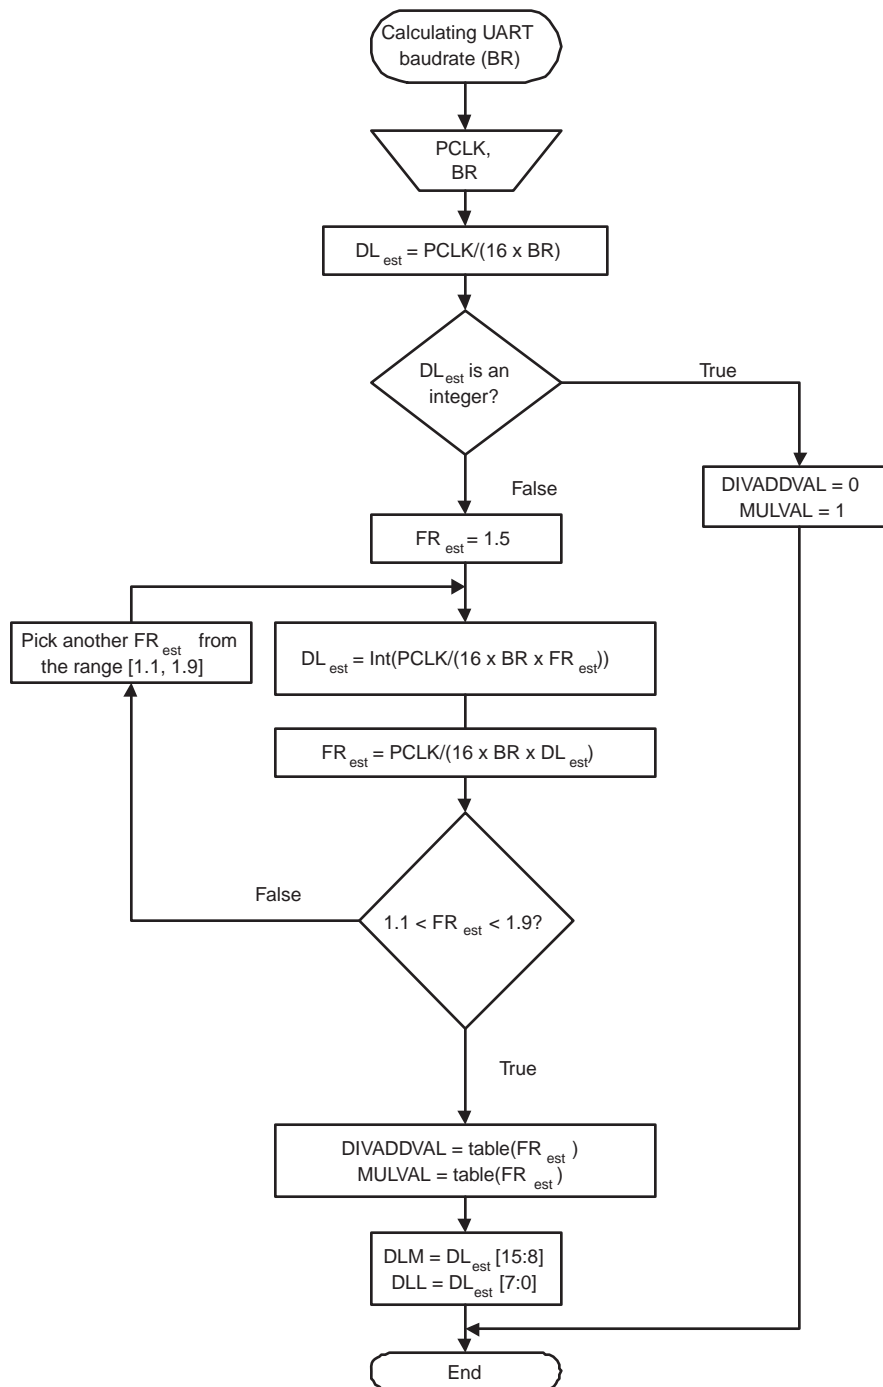 Calculating UART
baudrate (BR)
PCLK,
BR
DL est = PCLK/(16 x BR)
DL est is an
integer?
True
False
DIVADDVAL = 0
MULVAL = 1
FR est = 1.5
Pick another FR est from
the range [1.1, 1.9]
DL est = Int(PCLK/(16 x BR x FR est))
FR est = PCLK/(16 x BR x DL est)
False
1.1 < FR est < 1.9?
True
DIVADDVAL = table(FR est )
MULVAL = table(FR est )
DLM = DL est [15:8]
DLL = DL est [7:0]
End